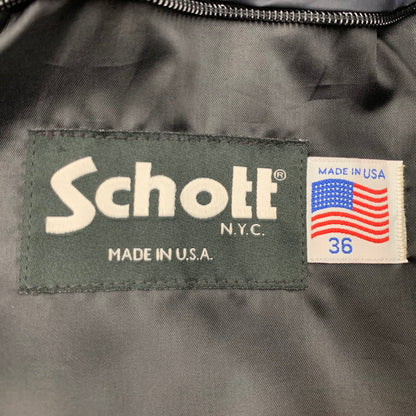 Schott®
N.Y.C.
MADE IN U.S.A.
MADE IN USA
36